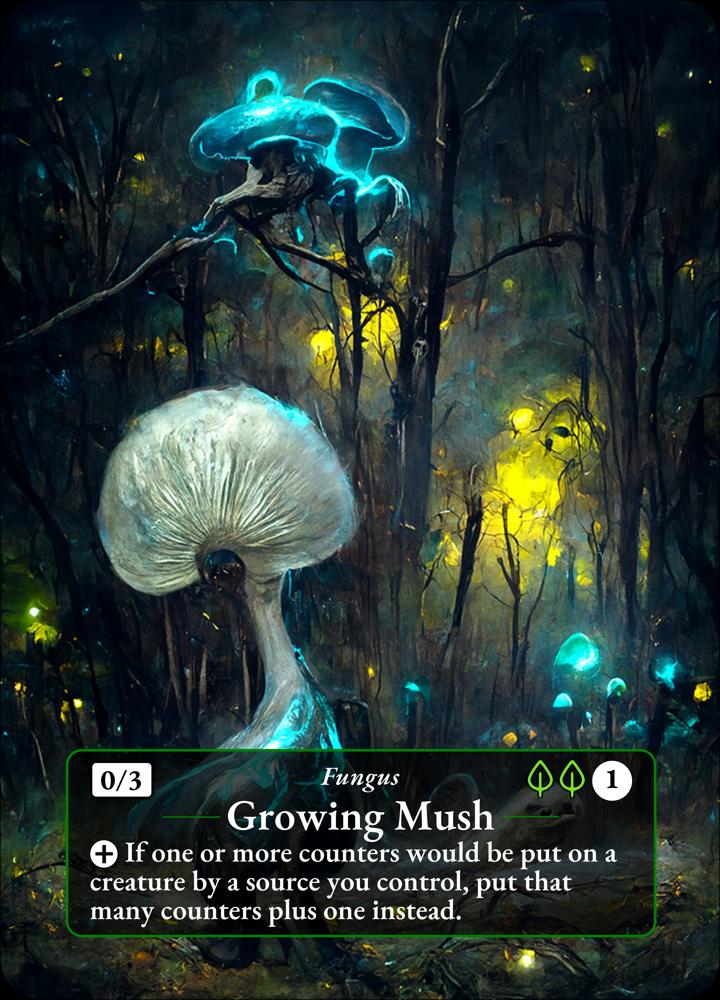 0/3 Fungus 1
Growing Mush
If one or more counters would be put on a
creature by a source you control, put that
many counters plus one instead.